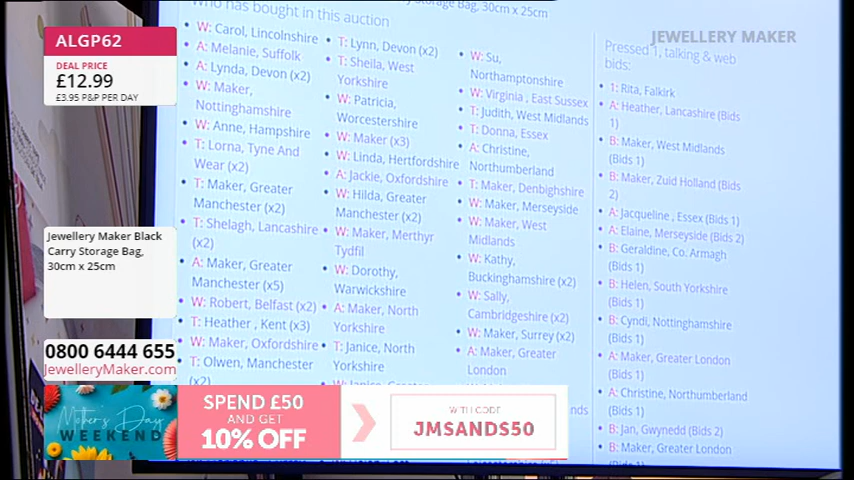 Storage Bag, 30cm x 25cm
Who has bought in this auction
JEWELLERY MAKER
ALGP62
DEAL PRICE
£12.99
£3.95 P&P PER DAY
W: Carol, Lincolnshire
A: Melanie, Suffolk
A: Lynda, Devon (x2)
W: Maker,
Nottinghamshire
W: Anne, Hampshire
T: Lorna, Tyne And
Wear (x2)
T: Maker, Greater
Manchester (x2)
T: Shelagh, Lancashire
(x2)
A: Maker, Greater
Manchester (x5)
W: Robert, Belfast (x2)
T: Heather , Kent (x3)
W: Maker, Oxfordshire
T: Olwen, Manchester
(x2)
T: Lynn, Devon (x2)
T: Sheila, West
Yorkshire
W: Patricia,
Worcestershire
W: Maker (x3)
W: Linda, Hertfordshire
A: Jackie, Oxfordshire
W: Hilda, Greater
Manchester (x2)
W: Maker, Merthyr
Tydfil
W: Dorothy,
Warwickshire
A: Maker, North
Yorkshire
T: Janice, North
Yorkshire
W: Su,
Northamptonshire
W: Virginia , East Sussex
T: Judith, West Midlands
T: Donna, Essex
A: Christine,
Northumberland
T: Maker, Denbighshire
W: Maker, Merseyside
W: Maker, West
Midlands
W: Kathy,
Buckinghamshire (x2)
W: Sally,
Cambridgeshire (x2)
W: Maker, Surrey (x2)
A: Maker, Greater
London
Pressed 1, talking & web
bids:
1: Rita, Falkirk
A: Heather, Lancashire (Bids
1)
B: Maker, West Midlands
(Bids 1)
B: Maker, Zuid Holland (Bids
2)
A: Jacqueline , Essex (Bids 1)
A: Elaine, Merseyside (Bids 2)
B: Geraldine, Co. Armagh
(Bids 1)
B: Helen, South Yorkshire
(Bids 1)
B: Cyndi, Nottinghamshire
(Bids 1)
A: Maker, Greater London
(Bids 1)
A: Christine, Northumberland
(Bids 1)
B: Jan, Gwynedd (Bids 2)
B: Maker, Greater London
(Bids 1)
Jewellery Maker Black
Carry Storage Bag,
30cm x 25cm
0800 6444 655
JewelleryMaker.com
Mother's Day
WEEKEND
SPEND £50
AND GET
10% OFF
WITH CODE
JMSANDS50